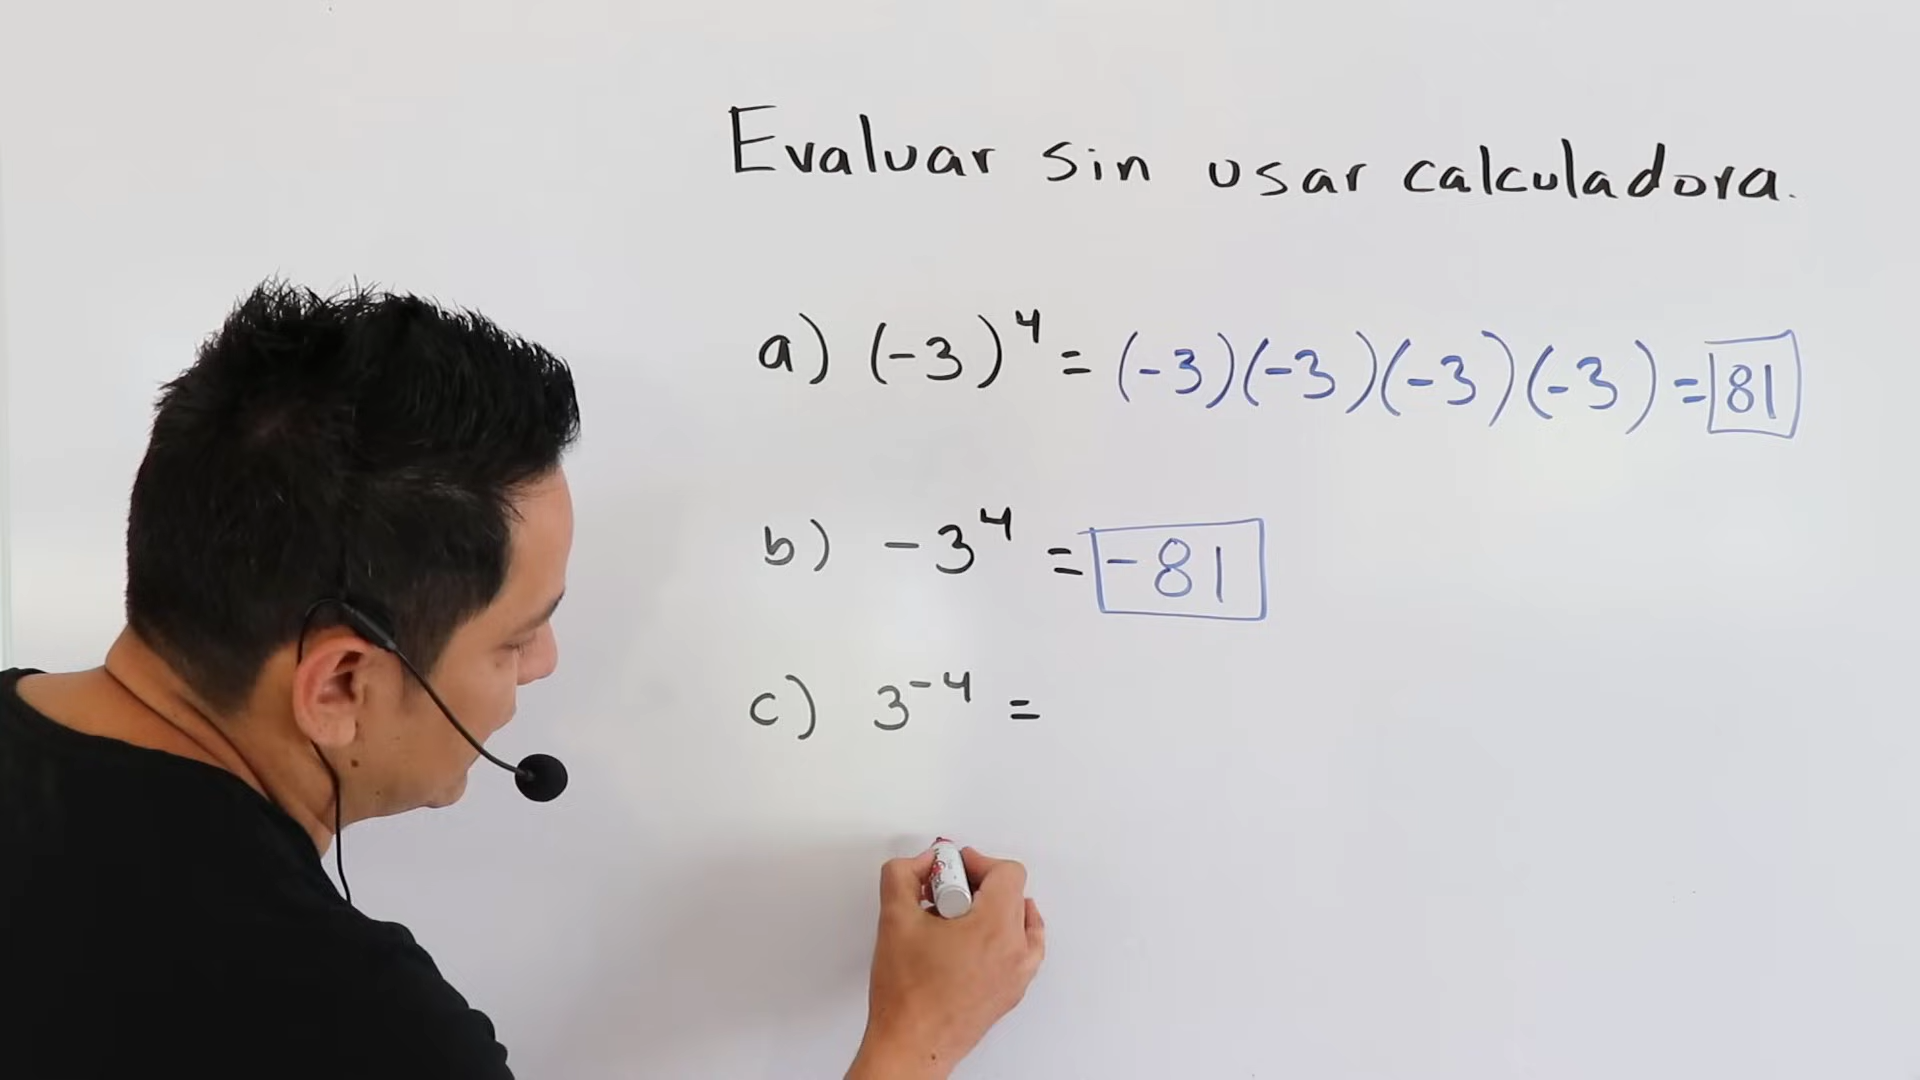 Evaluar sin usar calculadora.
a) (-3)⁴ = (-3)(-3)(-3)(-3) = 81
b) -3⁴ = -81
c) 3⁻⁴ =